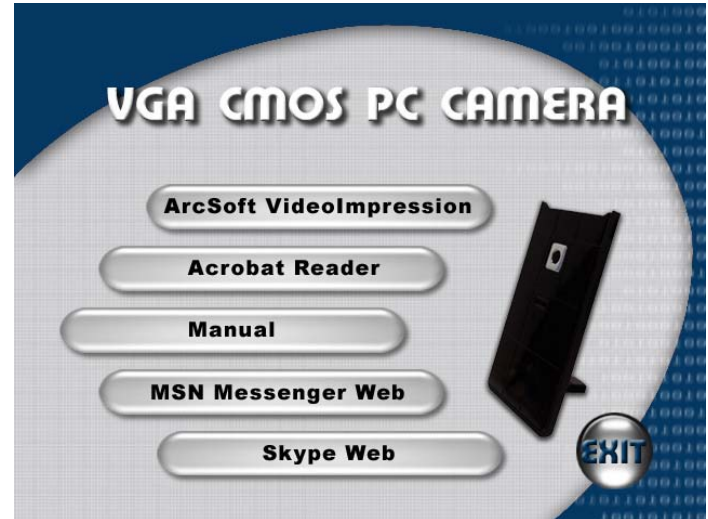 VGA CMOS PC CAMERA
ArcSoft VideoImpression
Acrobat Reader
Manual
MSN Messenger Web
Skype Web
EXIT